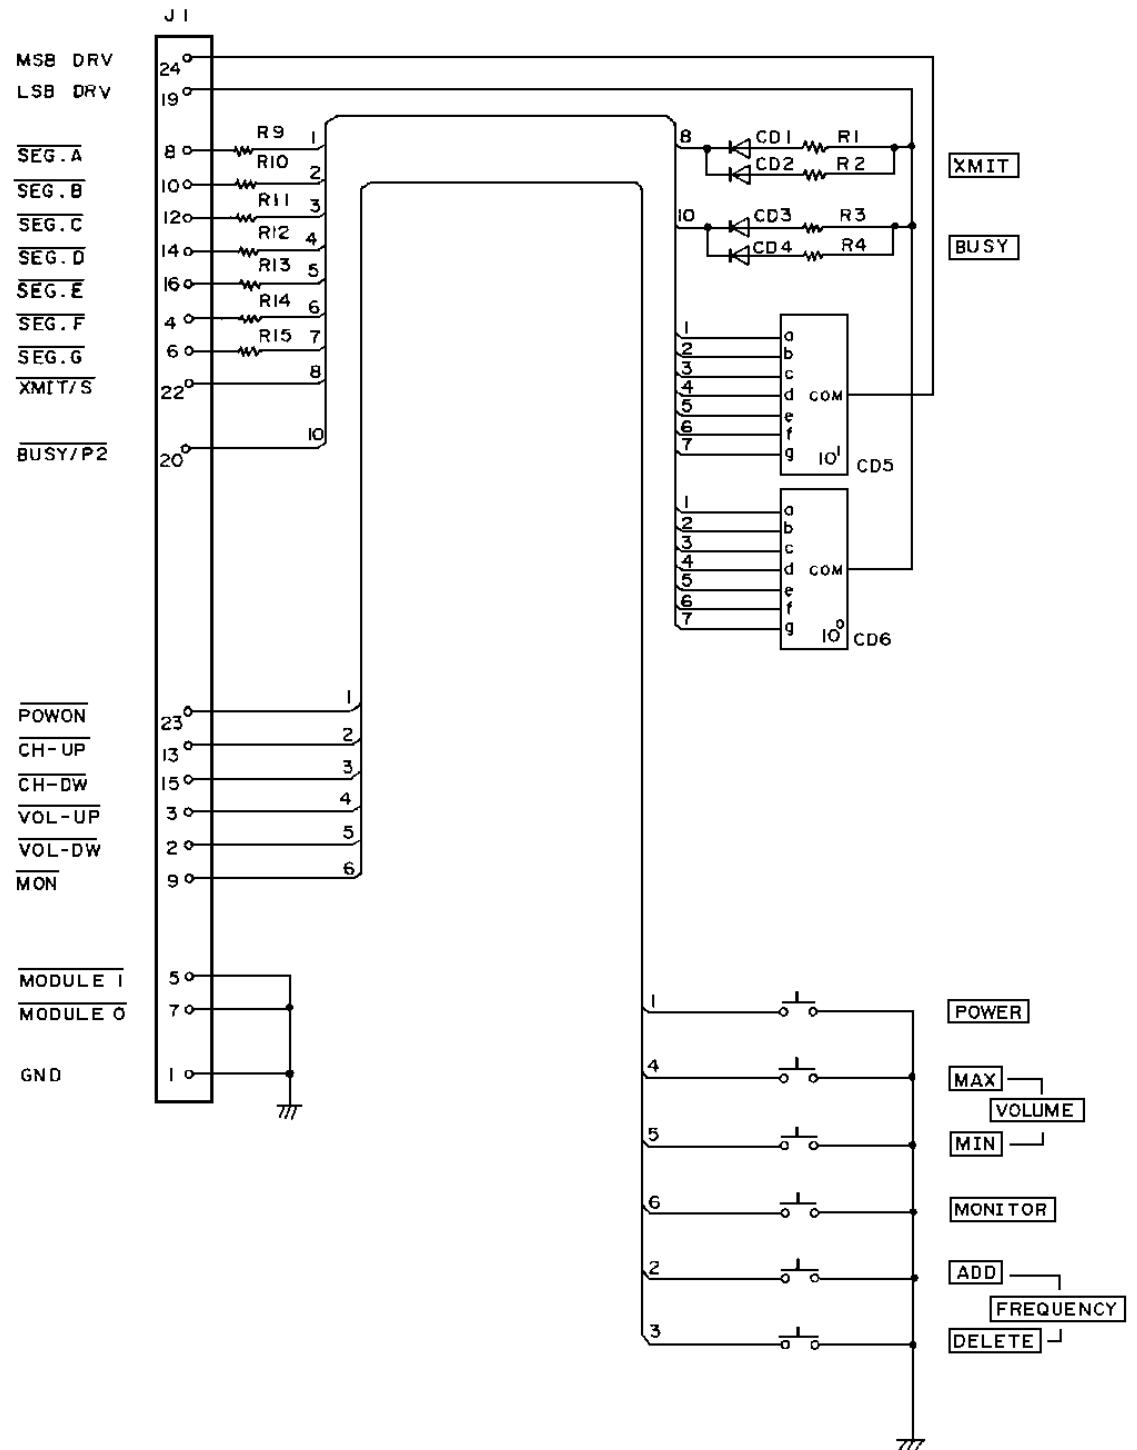 J1
MSB DRV 24
LSB DRV 19
SEG.A 8 R9 1
SEG.B 10 R10 2
SEG.C 12 R11 3
SEG.D 14 R12 4
SEG.E 16 R13 5
SEG.F 4 R14 6
SEG.G 6 R15 7
XMIT/S 22 8
BUSY/P2 20 10
8 CD1 R1
CD2 R2
XMIT
10 CD3 R3
CD4 R4
BUSY
1 a
2 b
3 c
4 d COM
5 e
6 f
7 g 10¹ CD5
1 a
2 b
3 c
4 d COM
5 e
6 f
7 g 10⁰ CD6
POWON 23 1
CH-UP 13 2
CH-DW 15 3
VOL-UP 3 4
VOL-DW 2 5
MON 9 6
MODULE 1 5
MODULE 0 7
GND 1
1 POWER
4 MAX
VOLUME
5 MIN
6 MONITOR
2 ADD
FREQUENCY
3 DELETE